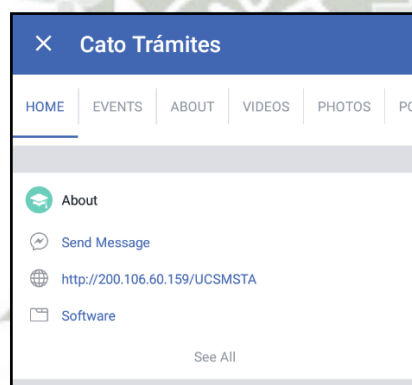 Cato Trámites
HOME EVENTS ABOUT VIDEOS PHOTOS
About
Send Message
http://200.106.60.159/UCSMSTA
Software
See All